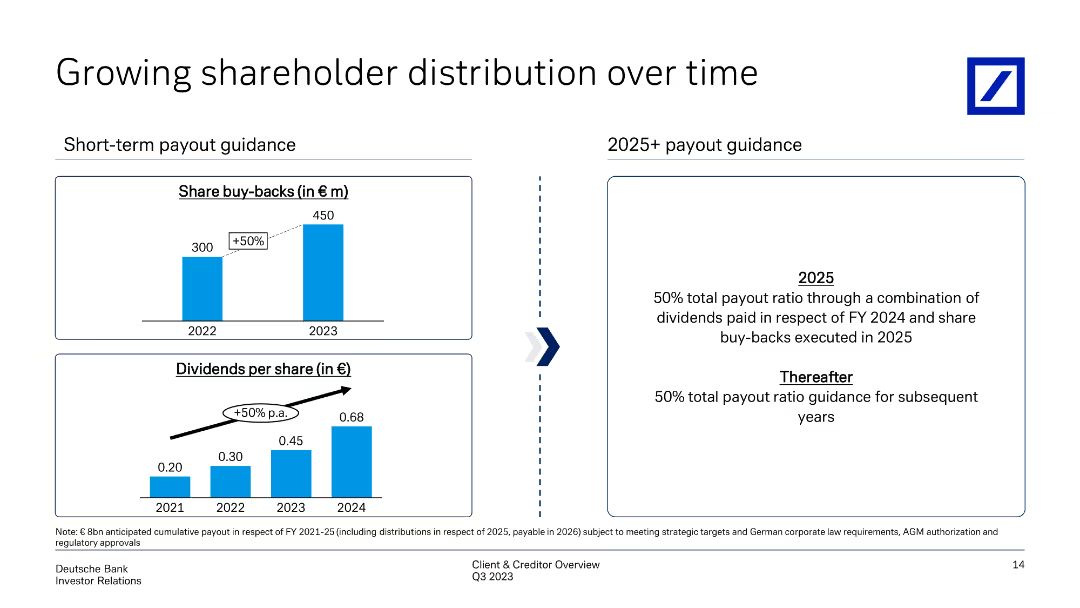 Growing shareholder distribution over time
Short-term payout guidance
Share buy-backs (in € m)
300
+50%
450
2022
2023
Dividends per share (in €)
+50% p.a.
0.20
0.30
0.45
0.68
2021
2022
2023
2024
2025+ payout guidance
2025
50% total payout ratio through a combination of
dividends paid in respect of FY 2024 and share
buy-backs executed in 2025
Thereafter
50% total payout ratio guidance for subsequent
years
Note: € 8bn anticipated cumulative payout in respect of FY 2021-25 (including distributions in respect of 2025, payable in 2026) subject to meeting strategic targets and German corporate law requirements, AGM authorization and
regulatory approvals
Deutsche Bank
Investor Relations
Client & Creditor Overview
Q3 2023
14